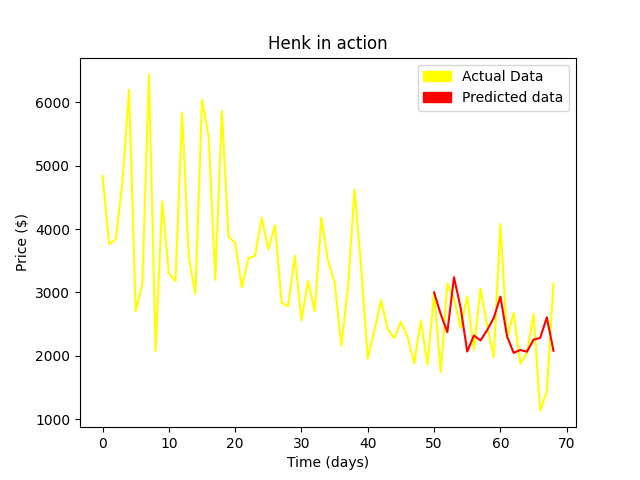 Henk in action
Actual Data
Predicted data
Price ($)
6000
5000
4000
3000
2000
1000
0 10 20 30 40 50 60 70
Time (days)